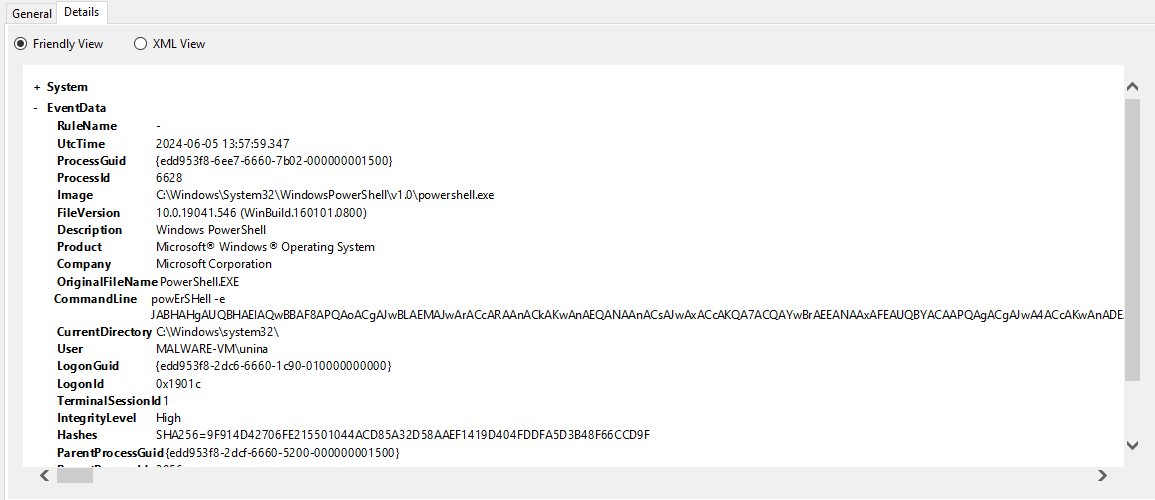 General Details
Friendly View XML View
+ System
- EventData
RuleName -
UtcTime 2024-06-05 13:57:59.347
ProcessGuid {edd953f8-6ee7-6660-7b02-000000001500}
ProcessId 6628
Image C:\Windows\System32\WindowsPowerShell\v1.0\powershell.exe
FileVersion 10.0.19041.546 (WinBuild.160101.0800)
Description Windows PowerShell
Product Microsoft® Windows® Operating System
Company Microsoft Corporation
OriginalFileName PowerShell.EXE
CommandLine powErSHell -e
CurrentDirectory C:\Windows\system32\
User MALWARE-VM\unina
LogonGuid {edd953f8-2dc6-6660-1c90-010000000000}
LogonId 0x1901c
TerminalSessionId 1
IntegrityLevel High
Hashes SHA256=9F914D42706FE215501044ACD85A32D58AAEF1419D404FDDFA5D3B48F66CCD9F
ParentProcessGuid {edd953f8-2dcf-6660-5200-000000001500}